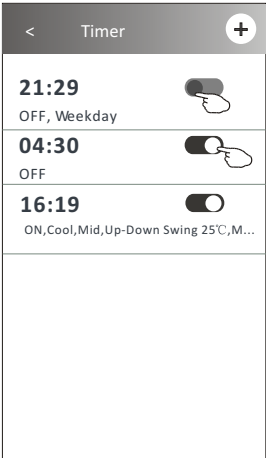 < Timer +
21:29
OFF, Weekday
04:30
OFF
16:19
ON,Cool,Mid,Up-Down Swing 25℃,M...